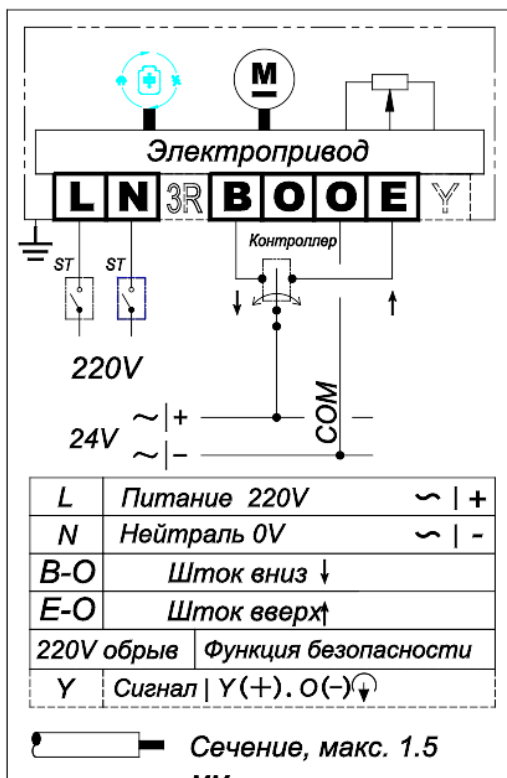 M
Электропривод
L N 3R B O O E Y
Контроллер
ST ST
220V
24V ~|+
~|−
COM
L Питание 220V ~ | +
N Нейтраль 0V ~ | -
B-O Шток вниз ↓
E-O Шток вверх↑
220V обрыв Функция безопасности
Y Сигнал | Y(+). O(−)
Сечение, макс. 1.5